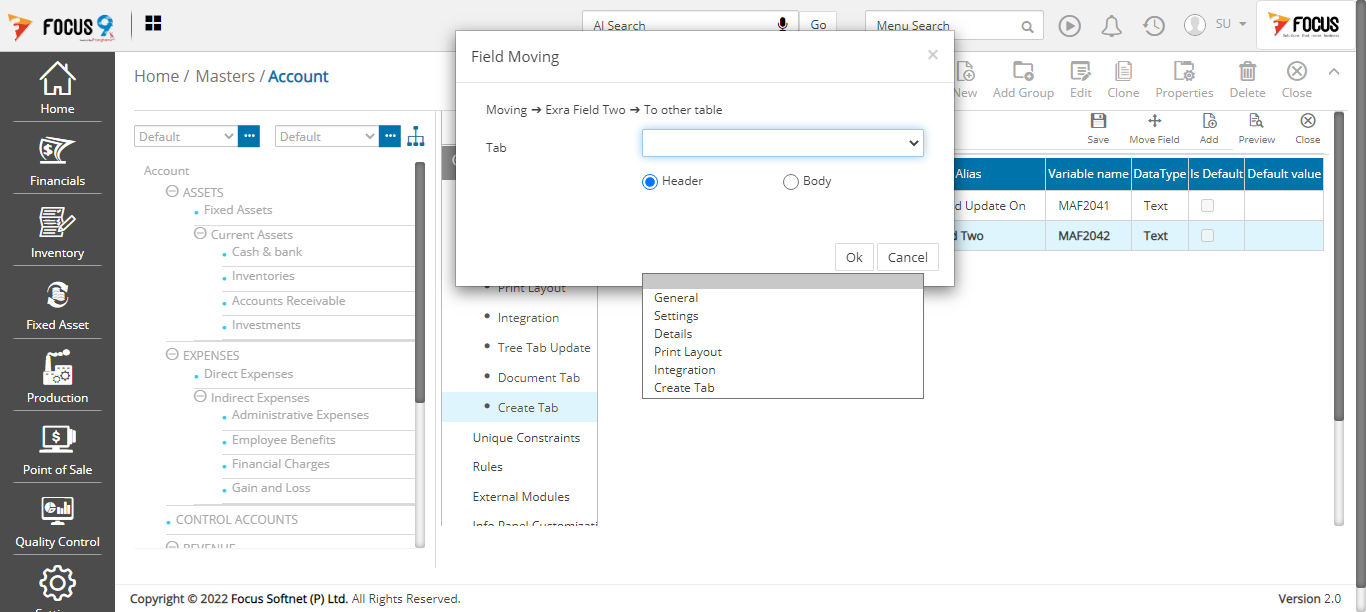 FOCUS 9
AI Search
Go
Menu Search
SU
FOCUS
Home
Financials
Inventory
Fixed Asset
Production
Point of Sale
Quality Control
Home / Masters / Account
Default
Default
Account
ASSETS
Fixed Assets
Current Assets
Cash & bank
Inventories
Accounts Receivable
Investments
EXPENSES
Direct Expenses
Indirect Expenses
Administrative Expenses
Employee Benefits
Financial Charges
Gain and Loss
CONTROL ACCOUNTS
REVENUE
Print Layout
Integration
Tree Tab Update
Document Tab
Create Tab
Unique Constraints
Rules
External Modules
Info Panel Customizati
Field Moving
×
Moving ➔ Exra Field Two ➔ To other table
Tab
Header Body
Ok Cancel
General
Settings
Details
Print Layout
Integration
Create Tab
New Add Group Edit Clone Properties Delete Close
Save Move Field Add Preview Close
Alias Variable name DataType Is Default Default value
d Update On MAF2041 Text
d Two MAF2042 Text
Copyright © 2022 Focus Softnet (P) Ltd. All Rights Reserved.
Version 2.0